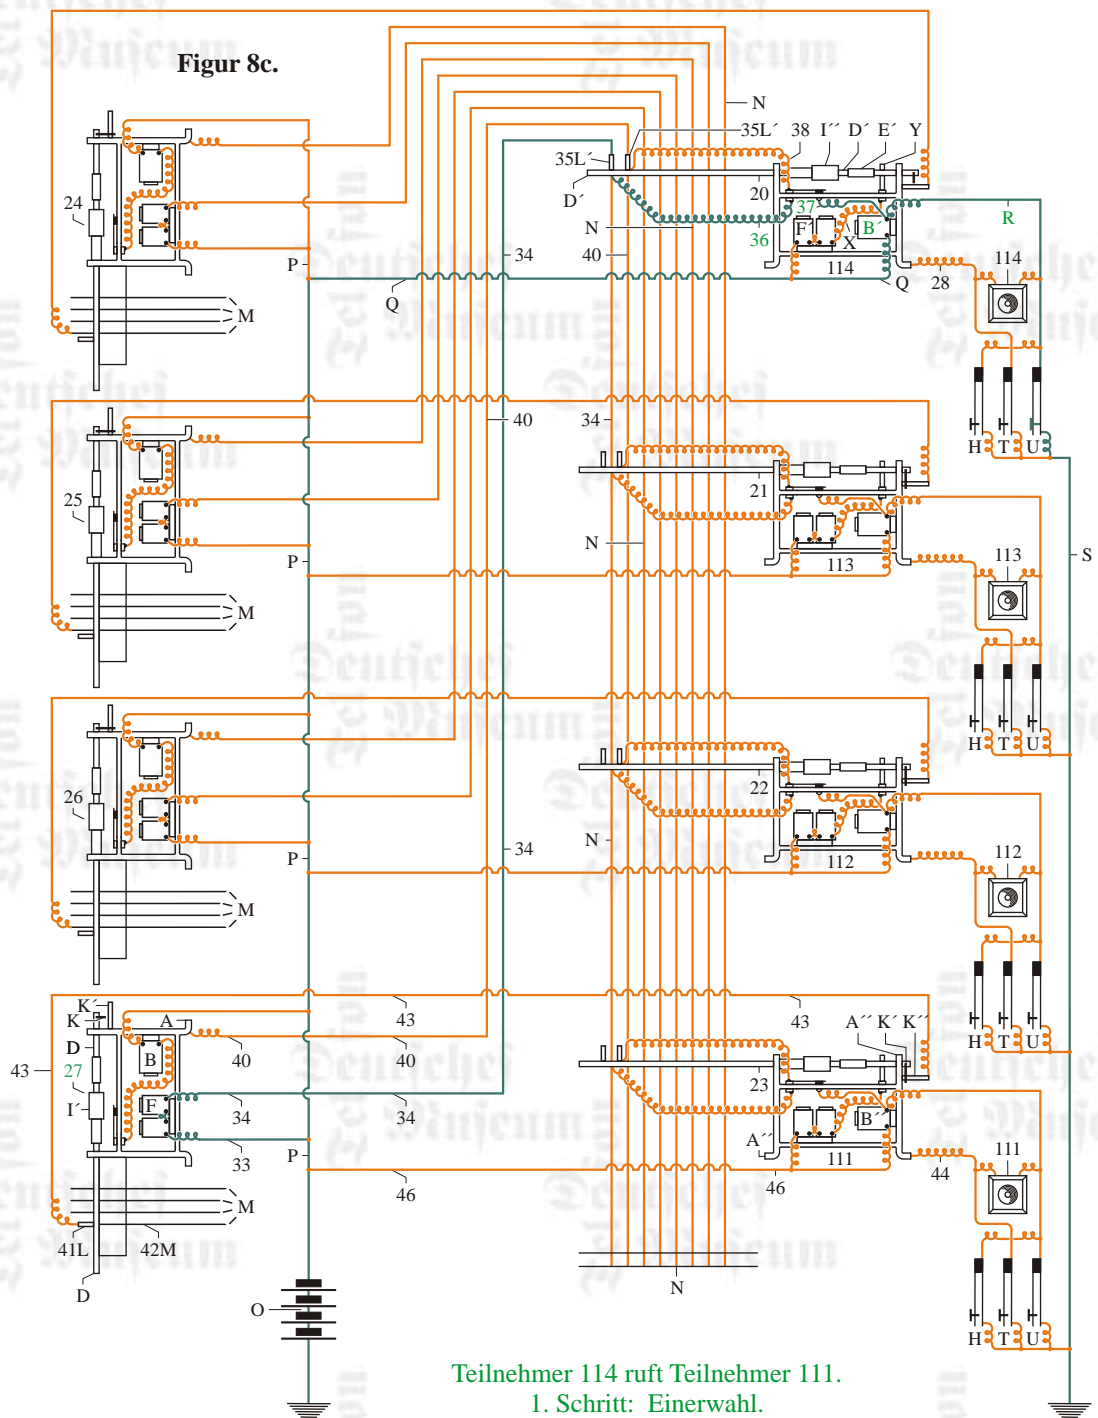 Figur 8c.
N
35L´ 38 I´´ D´ E´ Y
35L´
D´
20
24
37
F´ X B´
36
R
N
P
34
40
114
Q
Q
28
114
M
H T U
40
34
21
25
N
113
113
P
S
M
H T U
22
26
N
34
112
112
P
M
H T U
K´
K A
D
43
43
A´´ K´ K´´
43
27
B
40
40
23
I´
F
34
34
B´´
33
A´´
111
P
46
46
44
111
M
41L 42M
D
N
O
H T U
Teilnehmer 114 ruft Teilnehmer 111.
1. Schritt: Einerwahl.
Deutsches
Museum